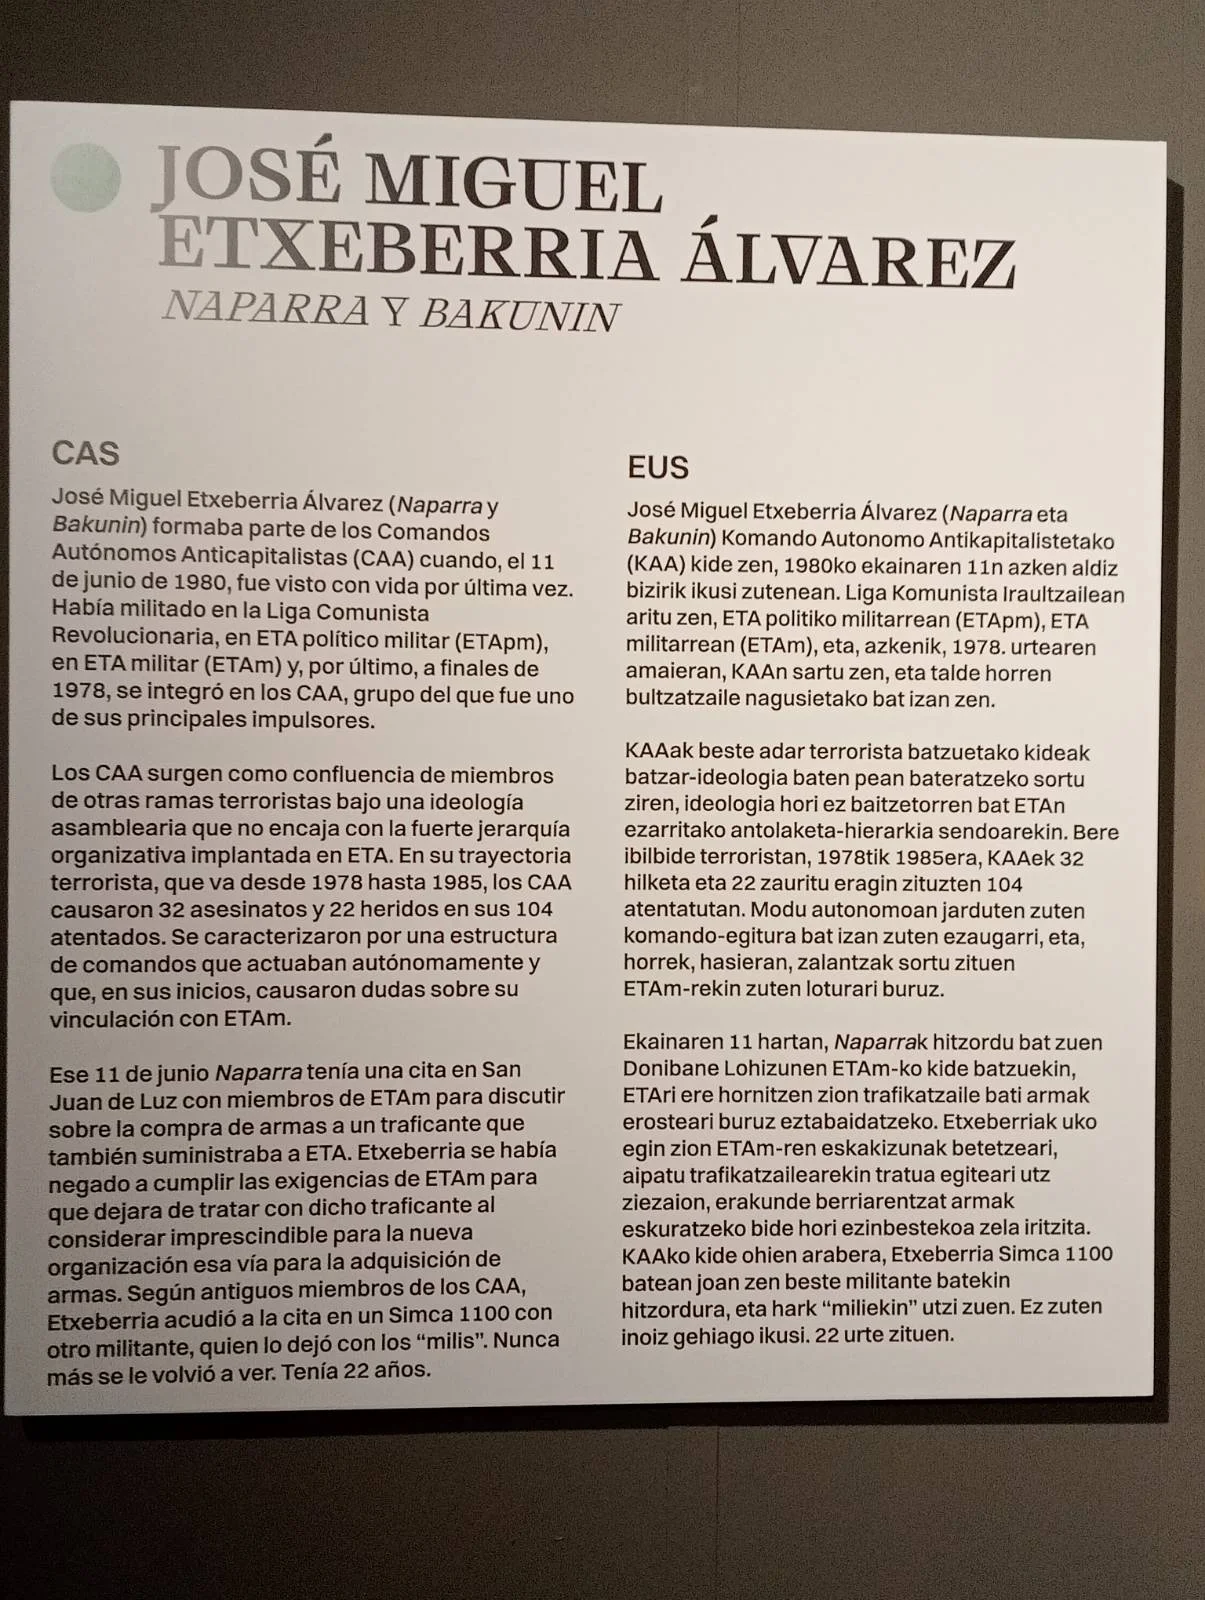 JOSÉ MIGUEL
ETXEBERRIA ÁLVAREZ
NAPARRA Y BAKUNIN
CAS
José Miguel Etxeberria Álvarez (Naparra y
Bakunin) formaba parte de los Comandos
Autónomos Anticapitalistas (CAA) cuando, el 11
de junio de 1980, fue visto con vida por última vez.
Había militado en la Liga Comunista
Revolucionaria, en ETA político militar (ETApm),
en ETA militar (ETAm) y, por último, a finales de
1978, se integró en los CAA, grupo del que fue uno
de sus principales impulsores.
Los CAA surgen como confluencia de miembros
de otras ramas terroristas bajo una ideología
asamblearia que no encaja con la fuerte jerarquía
organizativa implantada en ETA. En su trayectoria
terrorista, que va desde 1978 hasta 1985, los CAA
causaron 32 asesinatos y 22 heridos en sus 104
atentados. Se caracterizaron por una estructura
de comandos que actuaban autónomamente y
que, en sus inicios, causaron dudas sobre su
vinculación con ETAm.
Ese 11 de junio Naparra tenía una cita en San
Juan de Luz con miembros de ETAm para discutir
sobre la compra de armas a un traficante que
también suministraba a ETA. Etxeberria se había
negado a cumplir las exigencias de ETAm para
que dejara de tratar con dicho traficante al
considerar imprescindible para la nueva
organización esa vía para la adquisición de
armas. Según antiguos miembros de los CAA,
Etxeberria acudió a la cita en un Simca 1100 con
otro militante, quien lo dejó con los “milis”. Nunca
más se le volvió a ver. Tenía 22 años.
EUS
José Miguel Etxeberria Álvarez (Naparra eta
Bakunin) Komando Autonomo Antikapitalistetako
(KAA) kide zen, 1980ko ekainaren 11n azken aldiz
bizirik ikusi zutenean. Liga Komunista Iraultzailean
aritu zen, ETA politiko militarrean (ETApm), ETA
militarrean (ETAm), eta, azkenik, 1978. urtearen
amaieran, KAAn sartu zen, eta talde horren
bultzatzaile nagusietako bat izan zen.
KAAak beste adar terrorista batzuetako kideak
batzar-ideologia baten pean bateratzeko sortu
ziren, ideologia hori ez baitzetorren bat ETAn
ezarritako antolaketa-hierarkia sendoarekin. Bere
ibilbide terroristan, 1978tik 1985era, KAAek 32
hilketa eta 22 zauritu eragin zituzten 104
atentatutan. Modu autonomoan jarduten zuten
komando-egitura bat izan zuten ezaugarri, eta,
horrek, hasieran, zalantzak sortu zituen
ETAm-rekin zuten loturari buruz.
Ekainaren 11 hartan, Naparrak hitzordu bat zuen
Donibane Lohizunen ETAm-ko kide batzuekin,
ETAri ere hornitzen zion trafikatzaile bati armak
erosteari buruz eztabaidatzeko. Etxeberriak uko
egin zion ETAm-ren eskakizunak betetzeari,
aipatu trafikatzailearekin tratua egiteari utz
ziezaion, erakunde berriarentzat armak
eskuratzeko bide hori ezinbestekoa zela iritzita.
KAAko kide ohien arabera, Etxeberria Simca 1100
batean joan zen beste militante batekin
hitzordura, eta hark “miliekin” utzi zuen. Ez zuten
inoiz gehiago ikusi. 22 urte zituen.